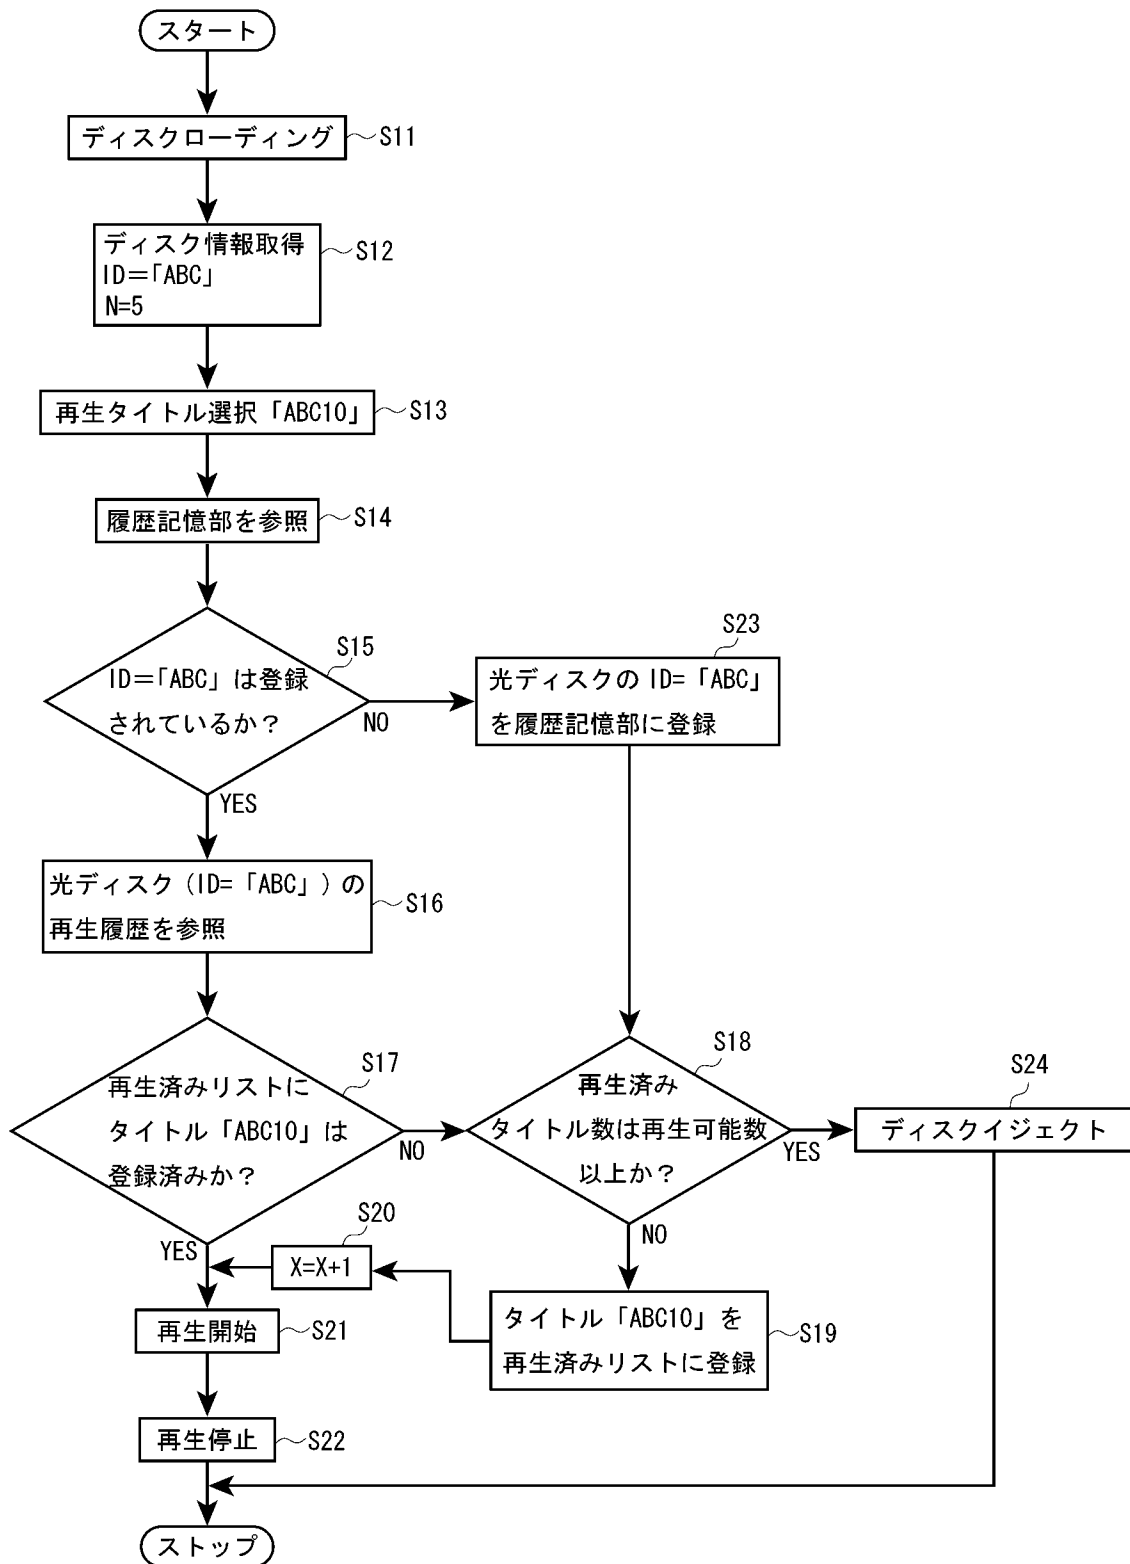 スタート
ディスクローディング
S11
ディスク情報取得
ID=「ABC」
N=5
S12
再生タイトル選択「ABC10」
S13
履歴記憶部を参照
S14
ID=「ABC」は登録
されているか？
S15
NO
YES
S23
光ディスクの ID=「ABC」
を履歴記憶部に登録
光ディスク（ID=「ABC」）の
再生履歴を参照
S16
再生済みリストに
タイトル「ABC10」は
登録済みか？
S17
NO
YES
再生済み
タイトル数は再生可能数
以上か？
S18
YES
NO
S24
ディスクイジェクト
S20
X=X+1
タイトル「ABC10」を
再生済みリストに登録
S19
再生開始
S21
再生停止
S22
ストップ